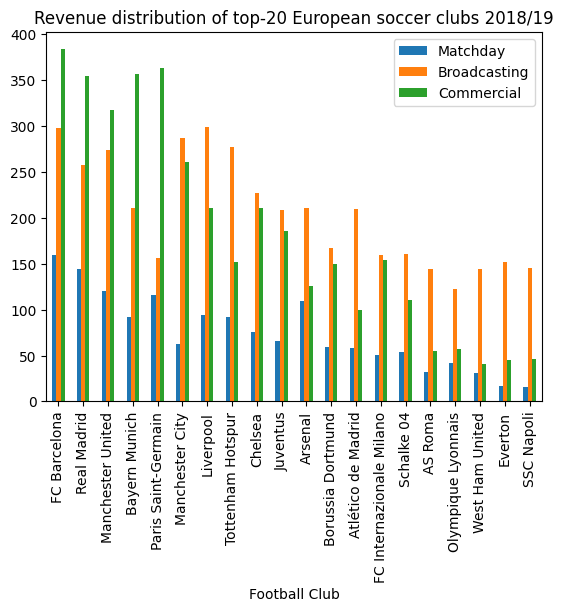 Revenue distribution of top-20 European soccer clubs 2018/19
400
350
300
250
200
150
100
50
0
Matchday
Broadcasting
Commercial
FC Barcelona
Real Madrid
Manchester United
Bayern Munich
Paris Saint-Germain
Manchester City
Liverpool
Tottenham Hotspur
Chelsea
Juventus
Arsenal
Borussia Dortmund
Atlético de Madrid
FC Internazionale Milano
Schalke 04
AS Roma
Olympique Lyonnais
West Ham United
Everton
SSC Napoli
Football Club